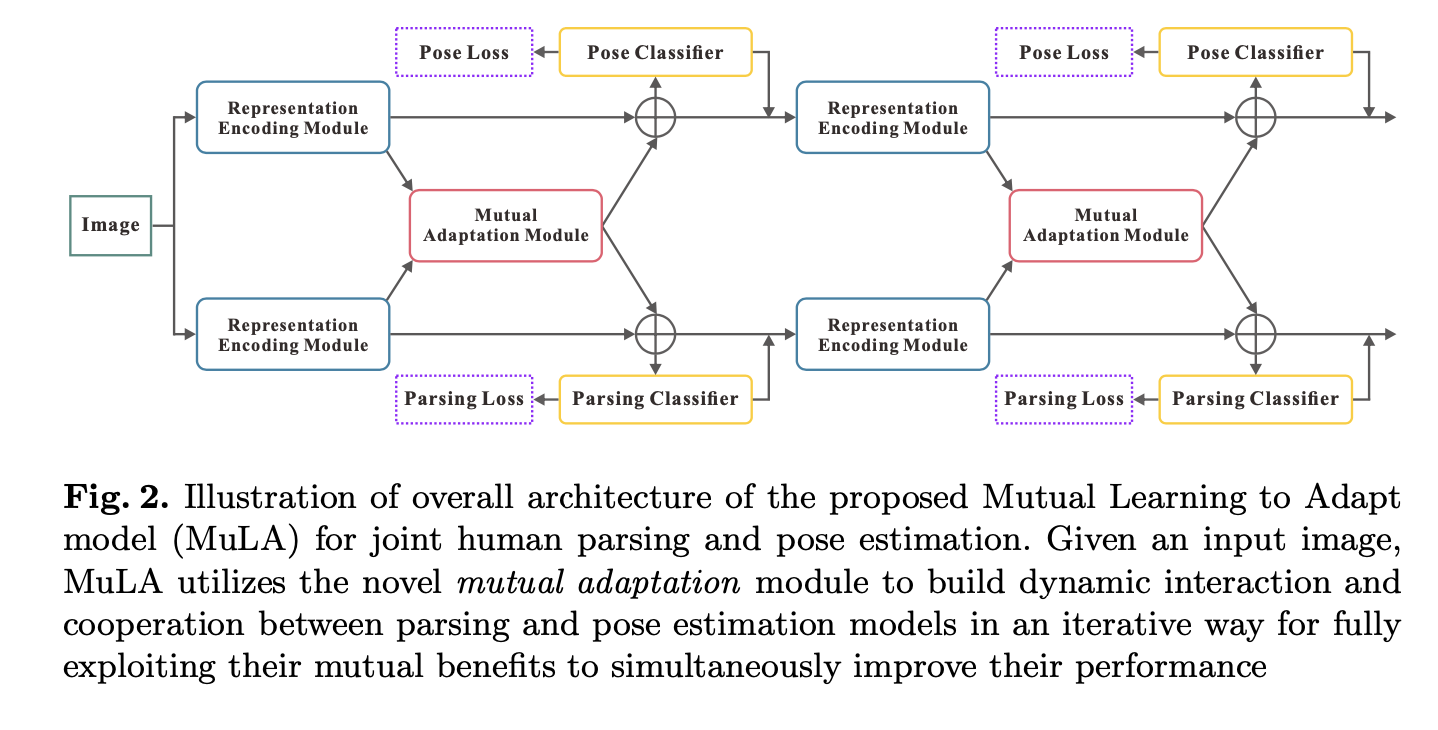 Pose Loss
Pose Classifier
Pose Loss
Pose Classifier
Representation
Encoding Module
Representation
Encoding Module
Image
Mutual
Adaptation Module
Mutual
Adaptation Module
Representation
Encoding Module
Representation
Encoding Module
Parsing Loss
Parsing Classifier
Parsing Loss
Parsing Classifier
Fig. 2. Illustration of overall architecture of the proposed Mutual Learning to Adapt
model (MuLA) for joint human parsing and pose estimation. Given an input image,
MuLA utilizes the novel mutual adaptation module to build dynamic interaction and
cooperation between parsing and pose estimation models in an iterative way for fully
exploiting their mutual benefits to simultaneously improve their performance